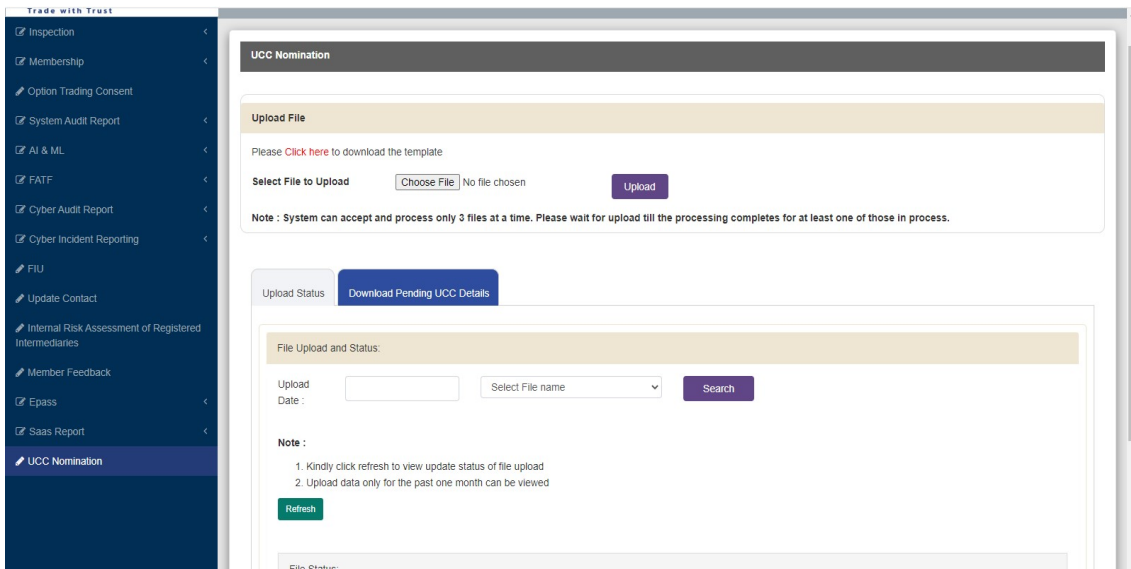 Trade with Trust
Inspection
Membership
Option Trading Consent
System Audit Report
AI & ML
FATF
Cyber Audit Report
Cyber Incident Reporting
FIU
Update Contact
Internal Risk Assessment of Registered
Intermediaries
Member Feedback
Epass
Saas Report
UCC Nomination
UCC Nomination
Upload File
Please Click here to download the template
Select File to Upload Choose File No file chosen Upload
Note : System can accept and process only 3 files at a time. Please wait for upload till the processing completes for at least one of those in process.
Upload Status Download Pending UCC Details
File Upload and Status:
Upload
Date :
Select File name Search
Note :
1. Kindly click refresh to view update status of file upload
2. Upload data only for the past one month can be viewed
Refresh
File Status: